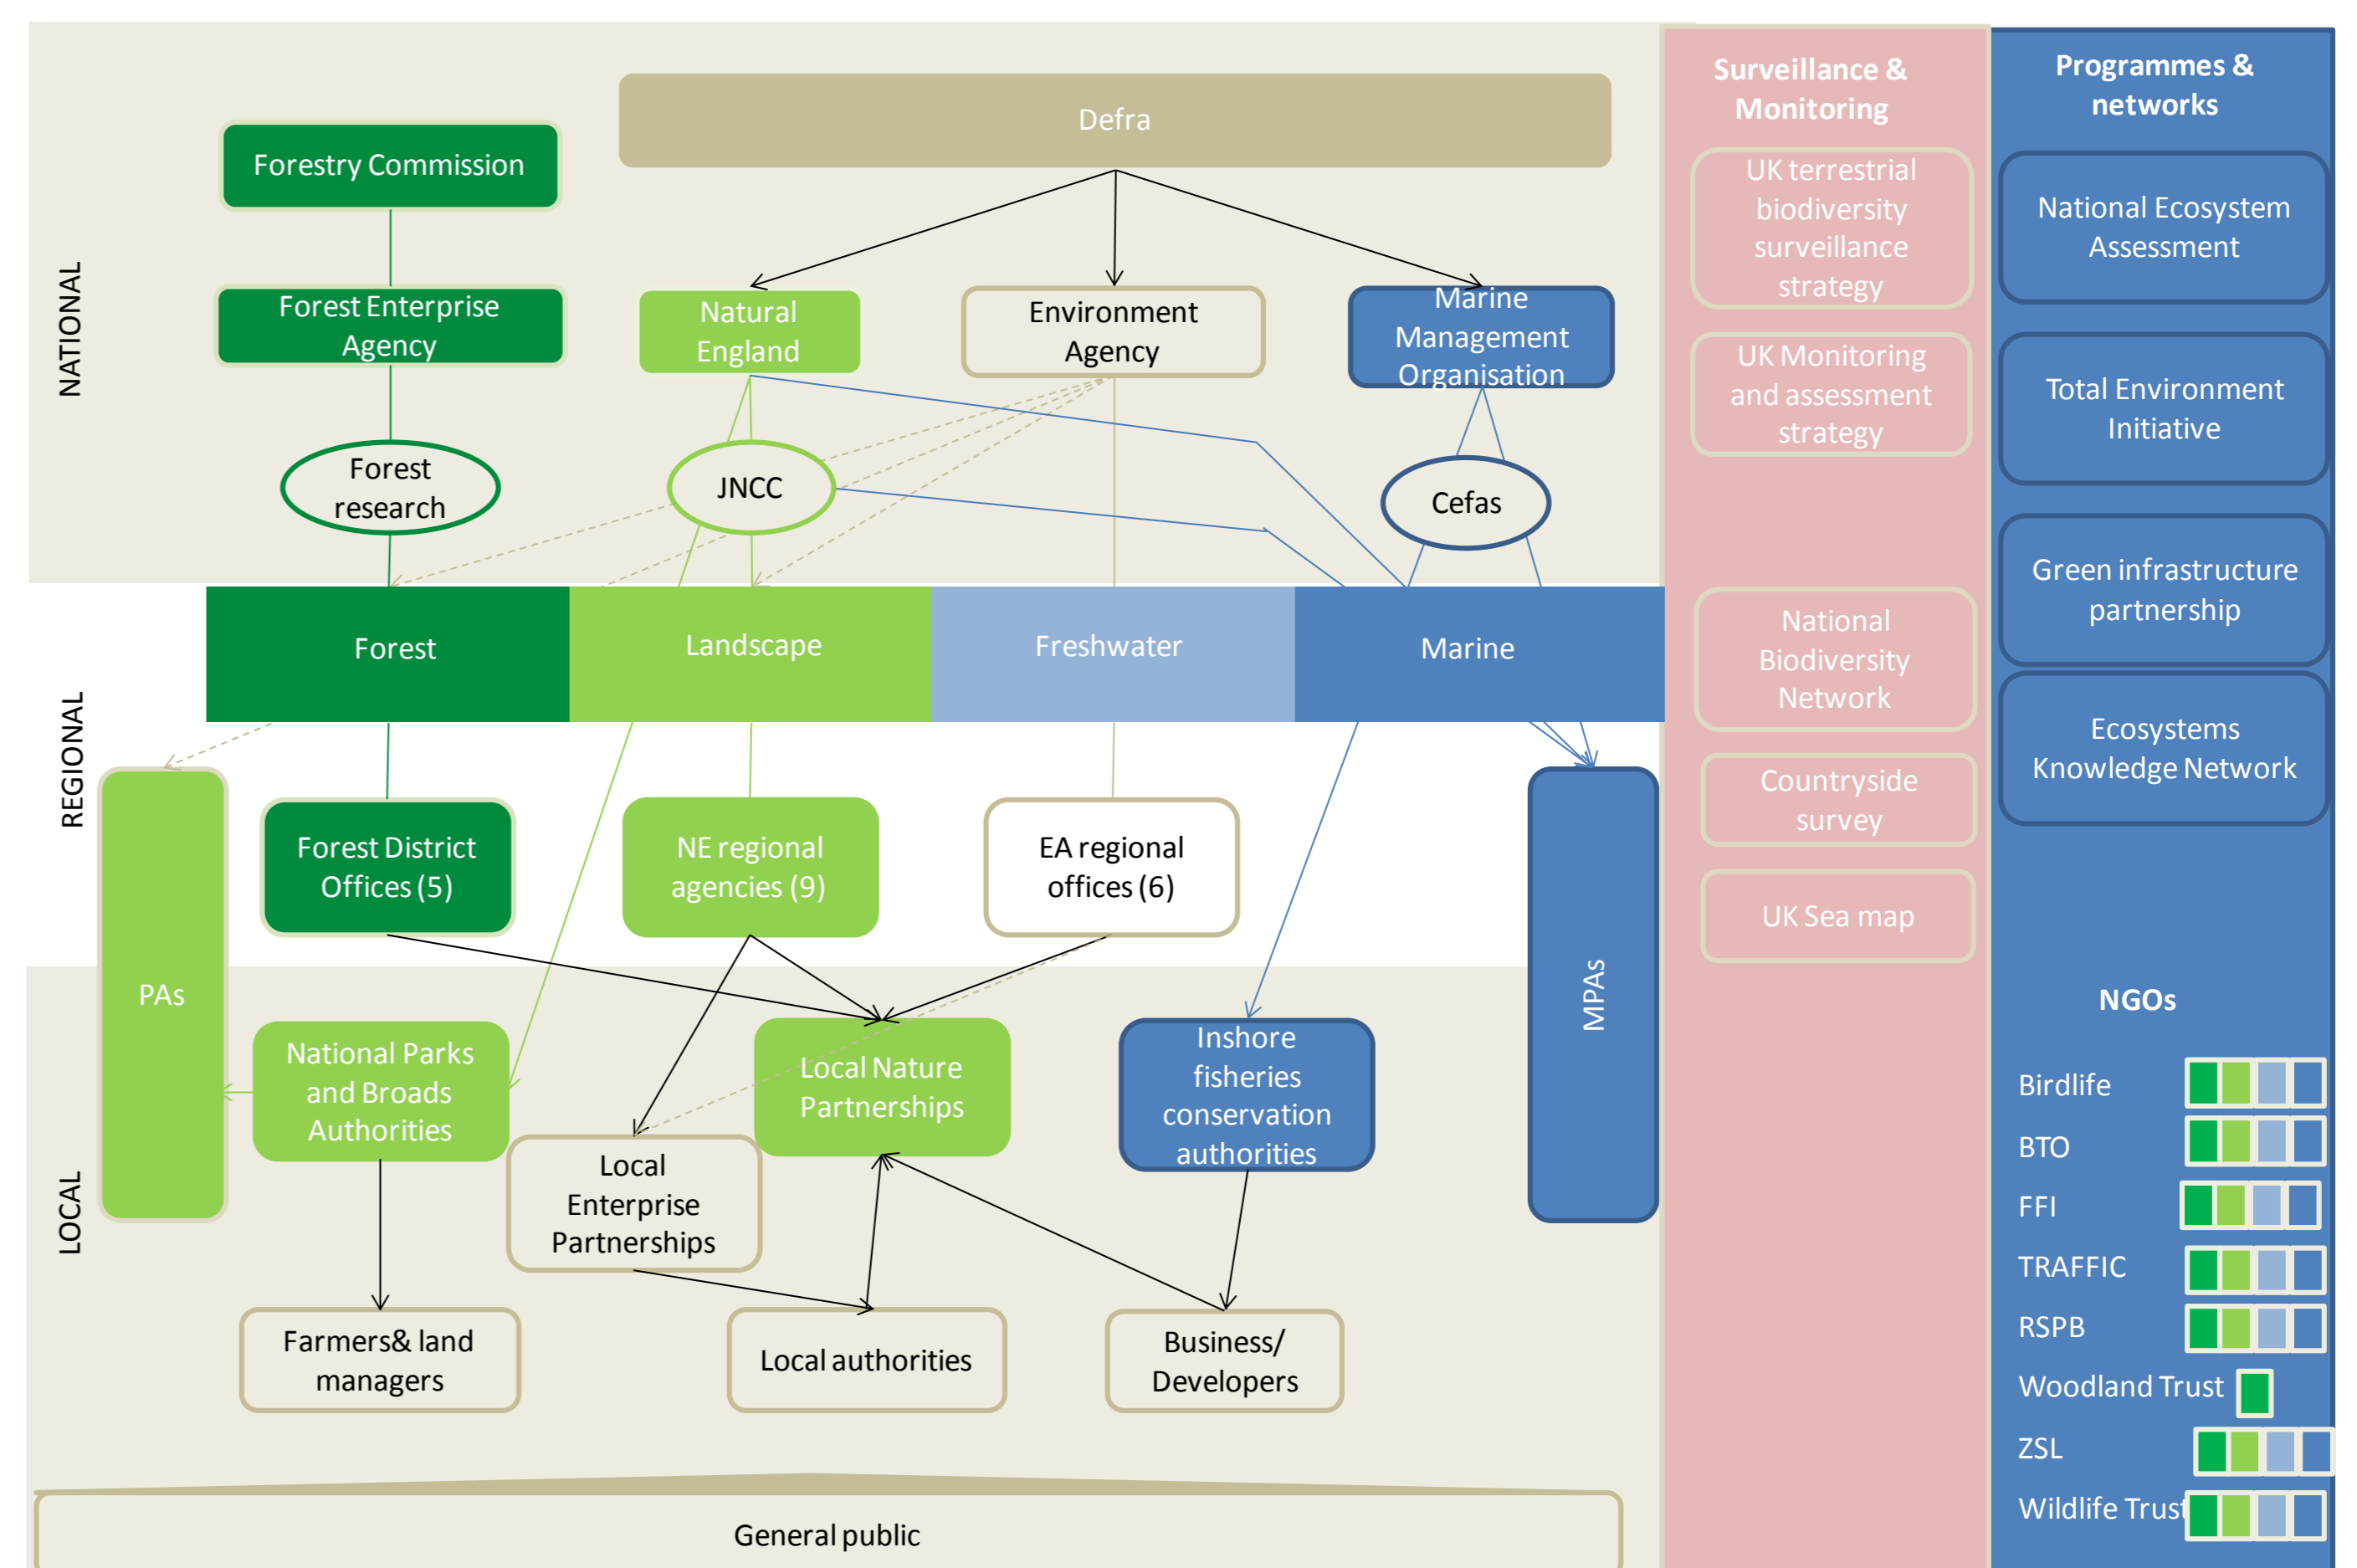 NATIONAL
Forestry Commission
Forest Enterprise
Agency
Forest
research
Defra
Natural
England
Environment
Agency
Marine
Management
Organisation
JNCC
Cefas
Forest
Landscape
Freshwater
Marine
REGIONAL
PAs
Forest District
Offices (5)
NE regional
agencies (9)
EA regional
offices (6)
MPAs
LOCAL
National Parks
and Broads
Authorities
Local
Enterprise
Partnerships
Local Nature
Partnerships
Inshore
fisheries
conservation
authorities
Farmers& land
managers
Local authorities
Business/
Developers
General public
Surveillance &
Monitoring
UK terrestrial
biodiversity
surveillance
strategy
UK Monitoring
and assessment
strategy
National
Biodiversity
Network
Countryside
survey
UK Sea map
Programmes &
networks
National Ecosystem
Assessment
Total Environment
Initiative
Green infrastructure
partnership
Ecosystems
Knowledge Network
NGOs
Birdlife
BTO
FFI
TRAFFIC
RSPB
Woodland Trust
ZSL
Wildlife Trust